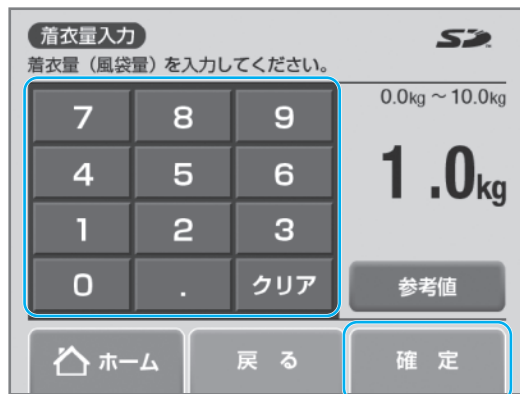 着衣量入力
SD
着衣量（風袋量）を入力してください。
7 8 9
0.0kg ～ 10.0kg
4 5 6
1.0kg
1 2 3
0 . クリア
参考値
ホーム 戻る 確定